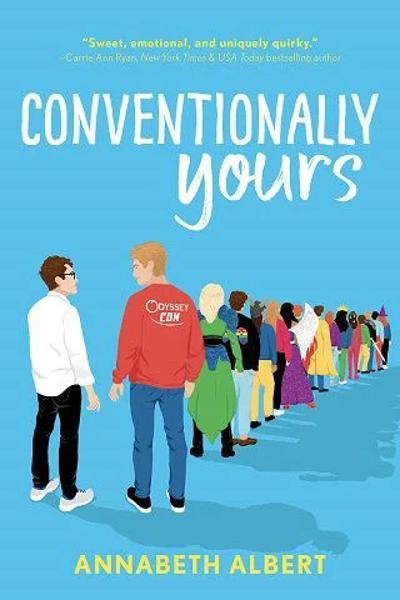 “Sweet, emotional, and uniquely quirky.”
–Carrie Ann Ryan, New York Times & USA Today bestselling author
CONVENTIONALLY
yours
ODYSSEY
CON
ANNABETH ALBERT